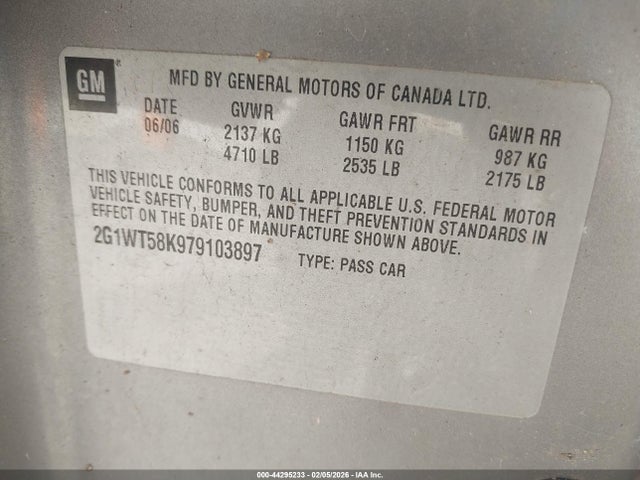 GM
MFD BY GENERAL MOTORS OF CANADA LTD.
DATE GVWR GAWR FRT GAWR RR
06/06 2137 KG 1150 KG 987 KG
4710 LB 2535 LB 2175 LB
THIS VEHICLE CONFORMS TO ALL APPLICABLE U.S. FEDERAL MOTOR
VEHICLE SAFETY, BUMPER, AND THEFT PREVENTION STANDARDS IN
EFFECT ON THE DATE OF MANUFACTURE SHOWN ABOVE.
2G1WT58K979103897 TYPE: PASS CAR
000-44295233 - 02/05/2026 - IAA Inc.